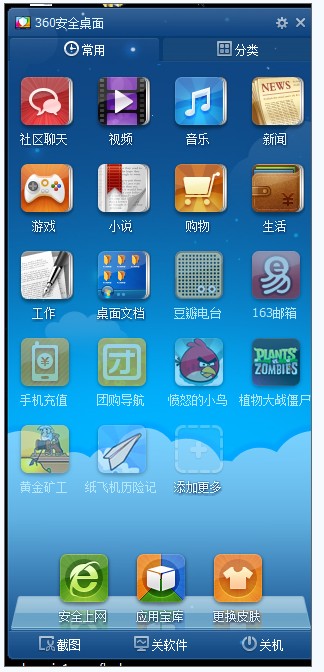 360安全桌面
常用
分类
社区聊天
视频
音乐
NEWS
新闻
游戏
小说
购物
生活
工作
桌面文档
豆瓣电台
163邮箱
手机充值
团
团购导航
愤怒的小鸟
PLANTS VS ZOMBIES
植物大战僵尸
黄金矿工
纸飞机历险记
添加更多
安全上网
应用宝库
更换皮肤
截图
关软件
关机